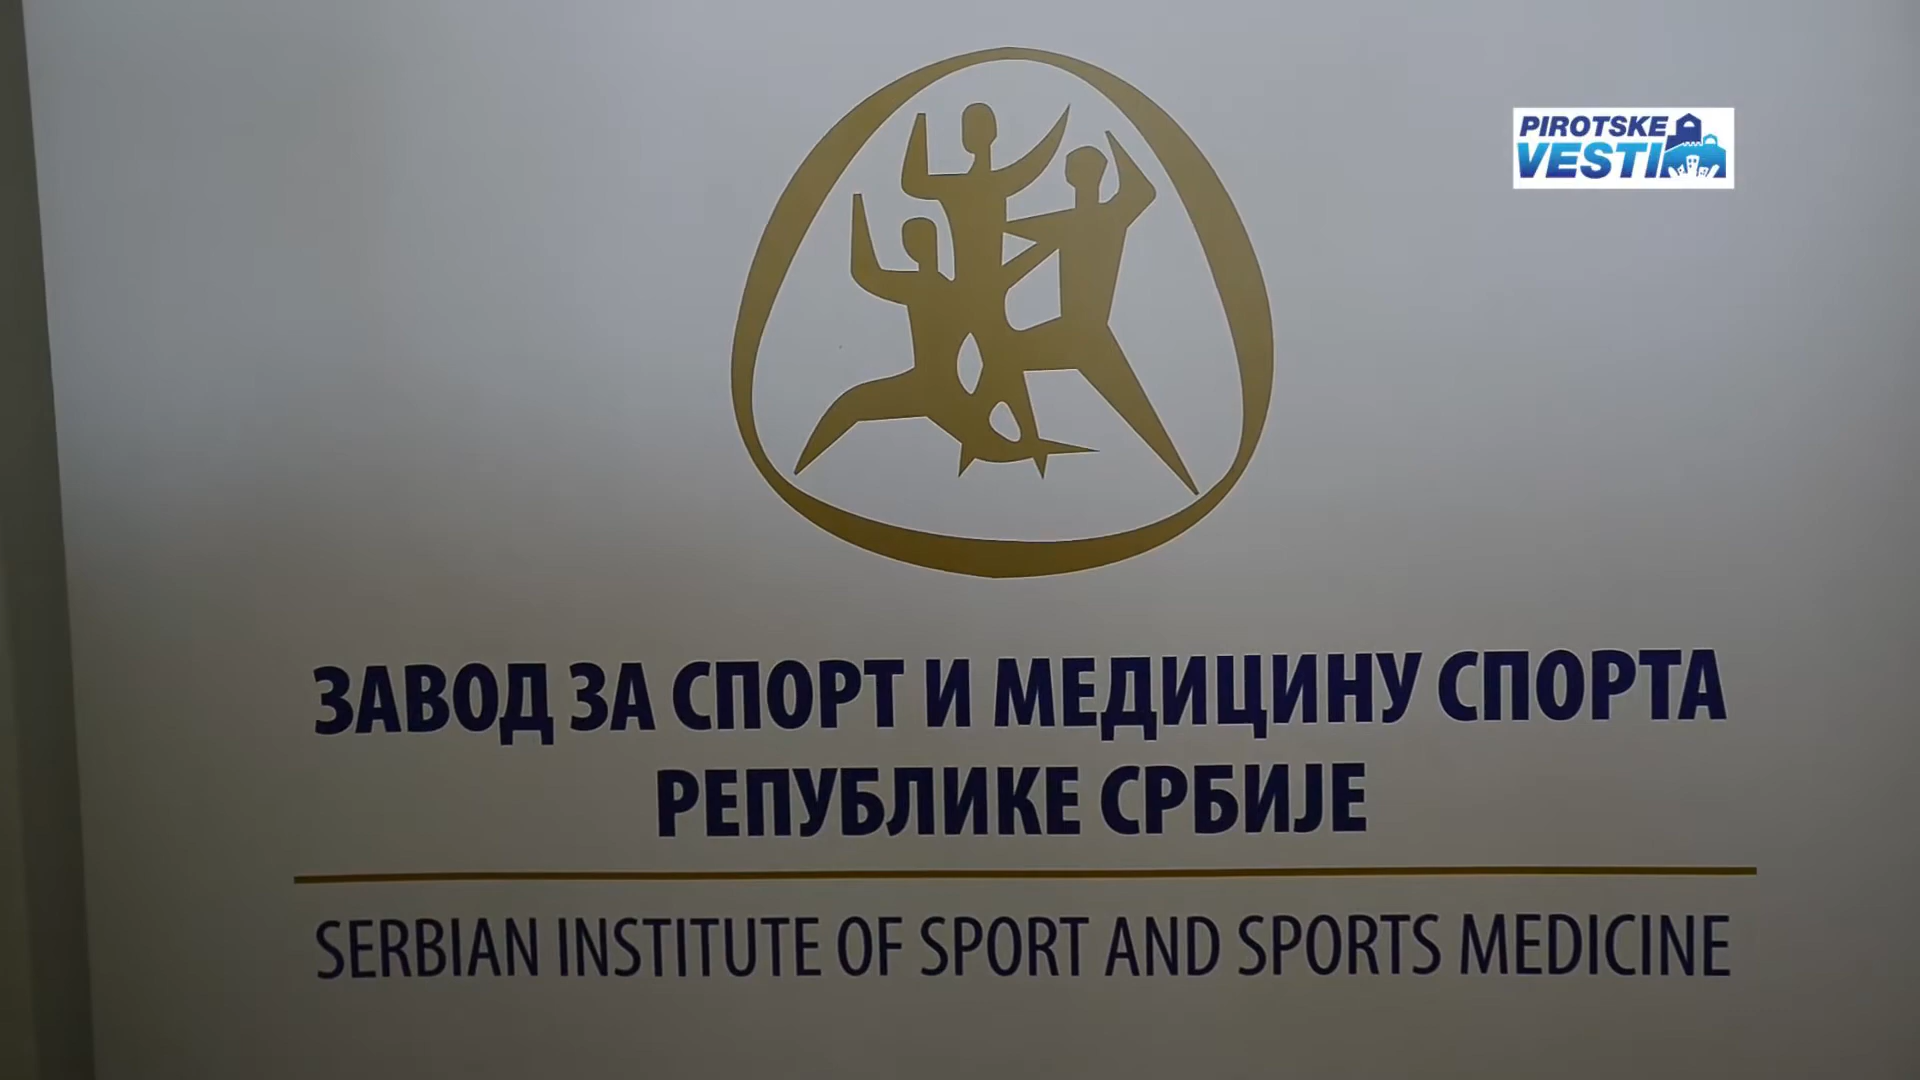 PIROTSKE
VESTI
ЗАВОД ЗА СПОРТ И МЕДИЦИНУ СПОРТА
РЕПУБЛИКЕ СРБИЈЕ
SERBIAN INSTITUTE OF SPORT AND SPORTS MEDICINE